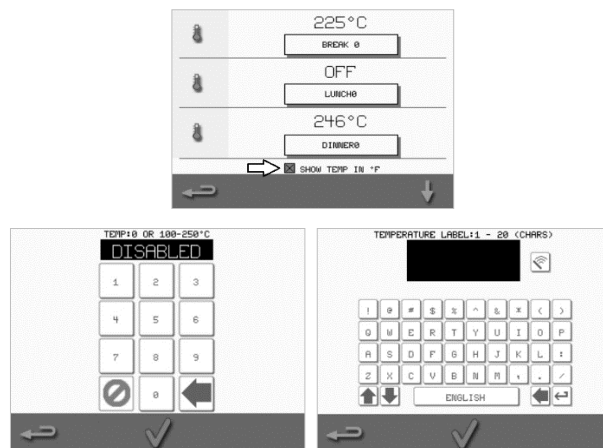 225°C
BREAK 0
OFF
LUNCH0
246°C
DINNER0
SHOW TEMP IN °F
TEMP:0 OR 100-250°C
DISABLED
1 2 3
4 5 6
7 8 9
0
TEMPERATURE LABEL:1 - 20 (CHARS)
! @ # $ % ^ & * ( )
Q W E R T Y U I O P
A S D F G H J K L :
Z X C V B N M , . /
ENGLISH